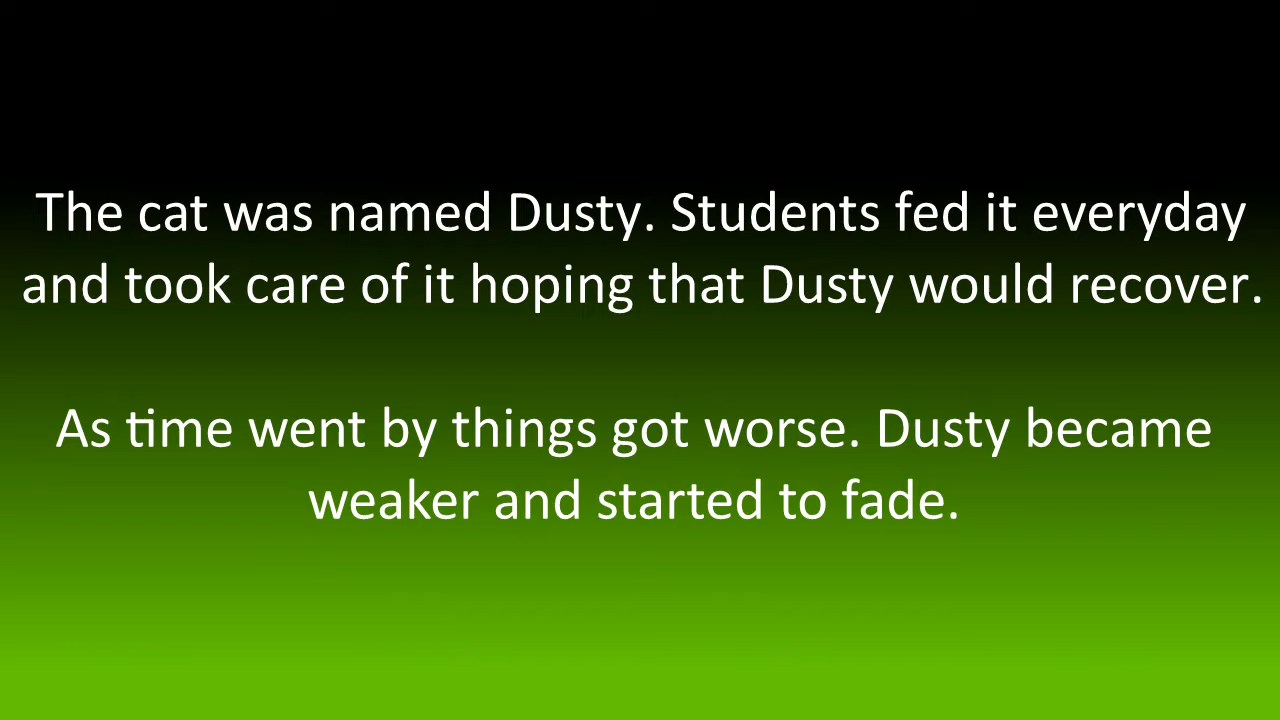 The cat was named Dusty. Students fed it everyday
and took care of it hoping that Dusty would recover.
As time went by things got worse. Dusty became
weaker and started to fade.